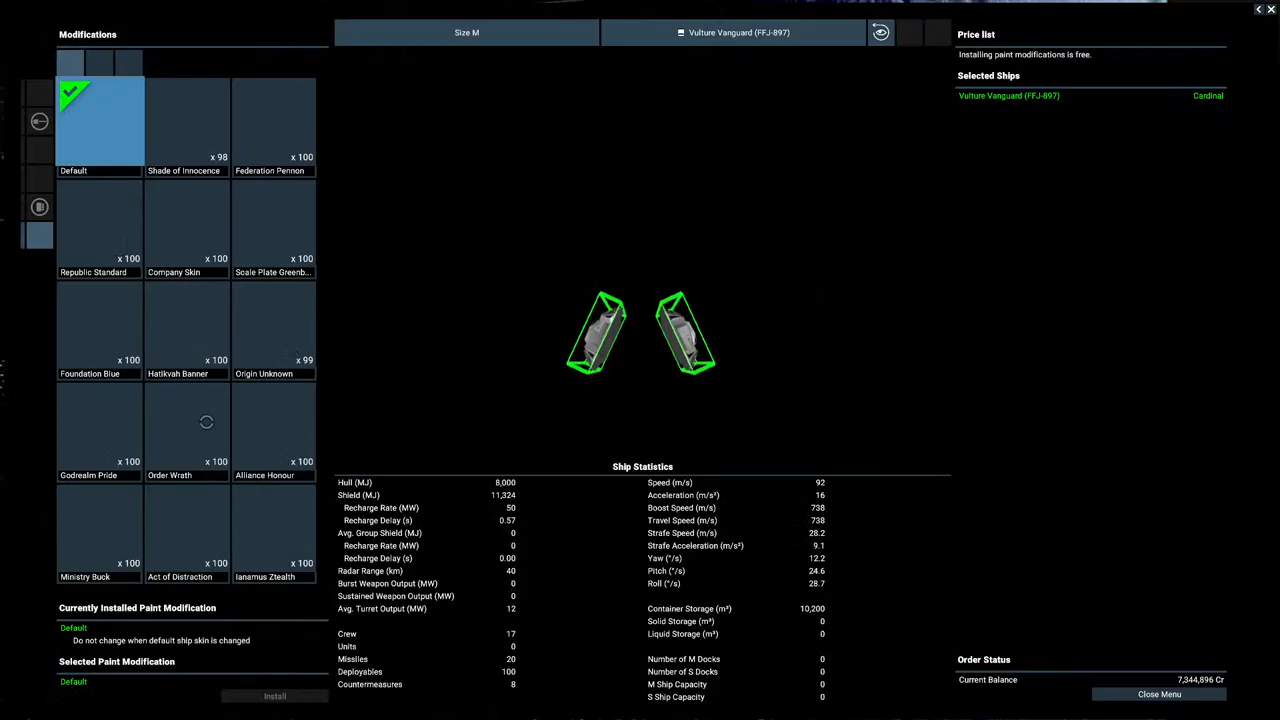 Modifications
Default
x 98
Shade of Innocence
x 100
Federation Pennon
x 100
Republic Standard
x 100
Company Skin
x 100
Scale Plate Greenb...
x 100
Foundation Blue
x 100
Hatikvah Banner
x 99
Origin Unknown
x 100
Godrealm Pride
x 100
Order Wrath
x 100
Alliance Honour
x 100
Ministry Buck
x 100
Act of Distraction
x 100
Ianamus Ztealth
Currently Installed Paint Modification
Default
Do not change when default ship skin is changed
Selected Paint Modification
Default
Install
Size M
Vulture Vanguard (FFJ-897)
Ship Statistics
Hull (MJ) 8,000
Shield (MJ) 11,324
Recharge Rate (MW) 50
Recharge Delay (s) 0.57
Avg. Group Shield (MJ) 0
Recharge Rate (MW) 0
Recharge Delay (s) 0.00
Radar Range (km) 40
Burst Weapon Output (MW) 0
Sustained Weapon Output (MW) 0
Avg. Turret Output (MW) 12
Crew 17
Units 0
Missiles 20
Deployables 100
Countermeasures 8
Speed (m/s) 92
Acceleration (m/s²) 16
Boost Speed (m/s) 738
Travel Speed (m/s) 738
Strafe Speed (m/s) 28.2
Strafe Acceleration (m/s²) 9.1
Yaw (°/s) 12.2
Pitch (°/s) 24.6
Roll (°/s) 28.7
Container Storage (m³) 10,200
Solid Storage (m³) 0
Liquid Storage (m³) 0
Number of M Docks 0
Number of S Docks 0
M Ship Capacity 0
S Ship Capacity 0
Price list
Installing paint modifications is free.
Selected Ships
Vulture Vanguard (FFJ-897) Cardinal
Order Status
Current Balance 7,344,896 Cr
Close Menu